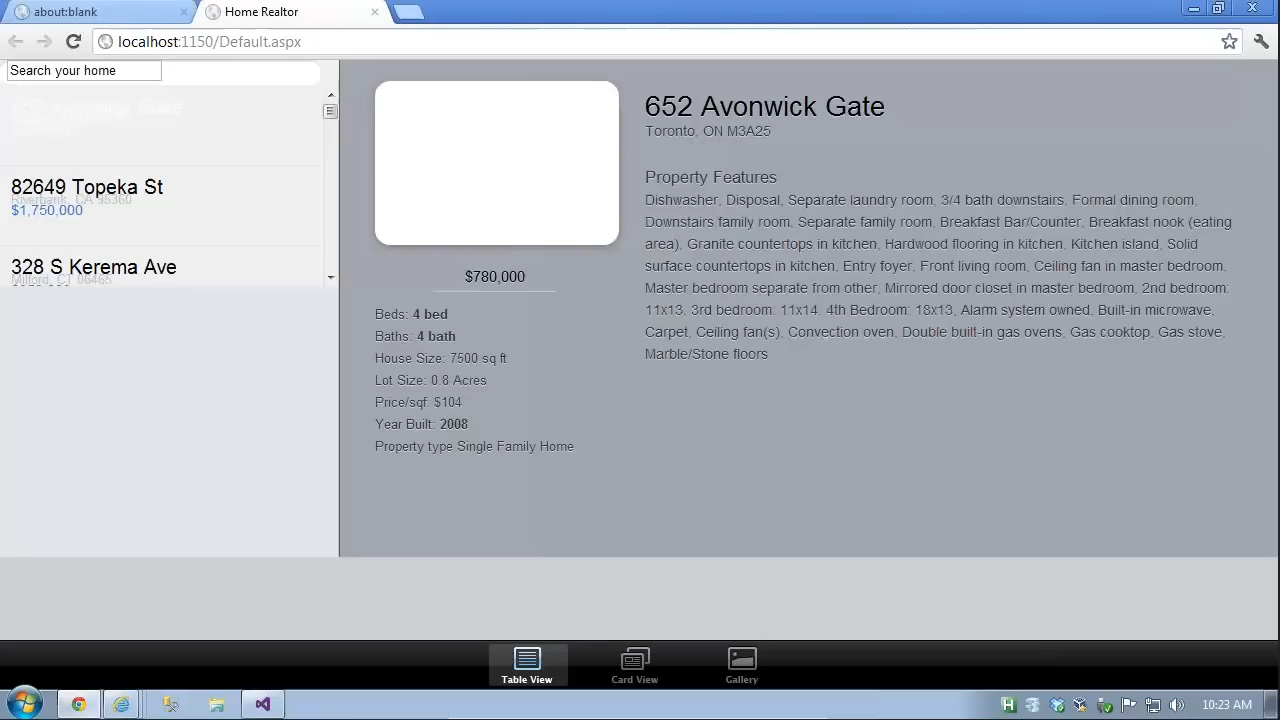 about:blank
Home Realtor
localhost:1150/Default.aspx
Search your home
82649 Topeka St
Riverbank, CA 95360
$1,750,000
328 S Kerema Ave
Milford, CT 06465
$780,000
Beds: 4 bed
Baths: 4 bath
House Size: 7500 sq ft
Lot Size: 0 8 Acres
Price/sqf: $104
Year Built: 2008
Property type Single Family Home
652 Avonwick Gate
Toronto, ON M3A25
Property Features
Dishwasher, Disposal, Separate laundry room, 3/4 bath downstairs, Formal dining room,
Downstairs family room, Separate family room, Breakfast Bar/Counter, Breakfast nook (eating
area), Granite countertops in kitchen, Hardwood flooring in kitchen, Kitchen island, Solid
surface countertops in kitchen, Entry foyer, Front living room, Ceiling fan in master bedroom,
Master bedroom separate from other, Mirrored door closet in master bedroom, 2nd bedroom:
11x13, 3rd bedroom: 11x14, 4th Bedroom: 18x13, Alarm system owned, Built-in microwave,
Carpet, Ceiling fan(s), Convection oven, Double built-in gas ovens, Gas cooktop, Gas stove,
Marble/Stone floors
Table View
Card View
Gallery
10:23 AM